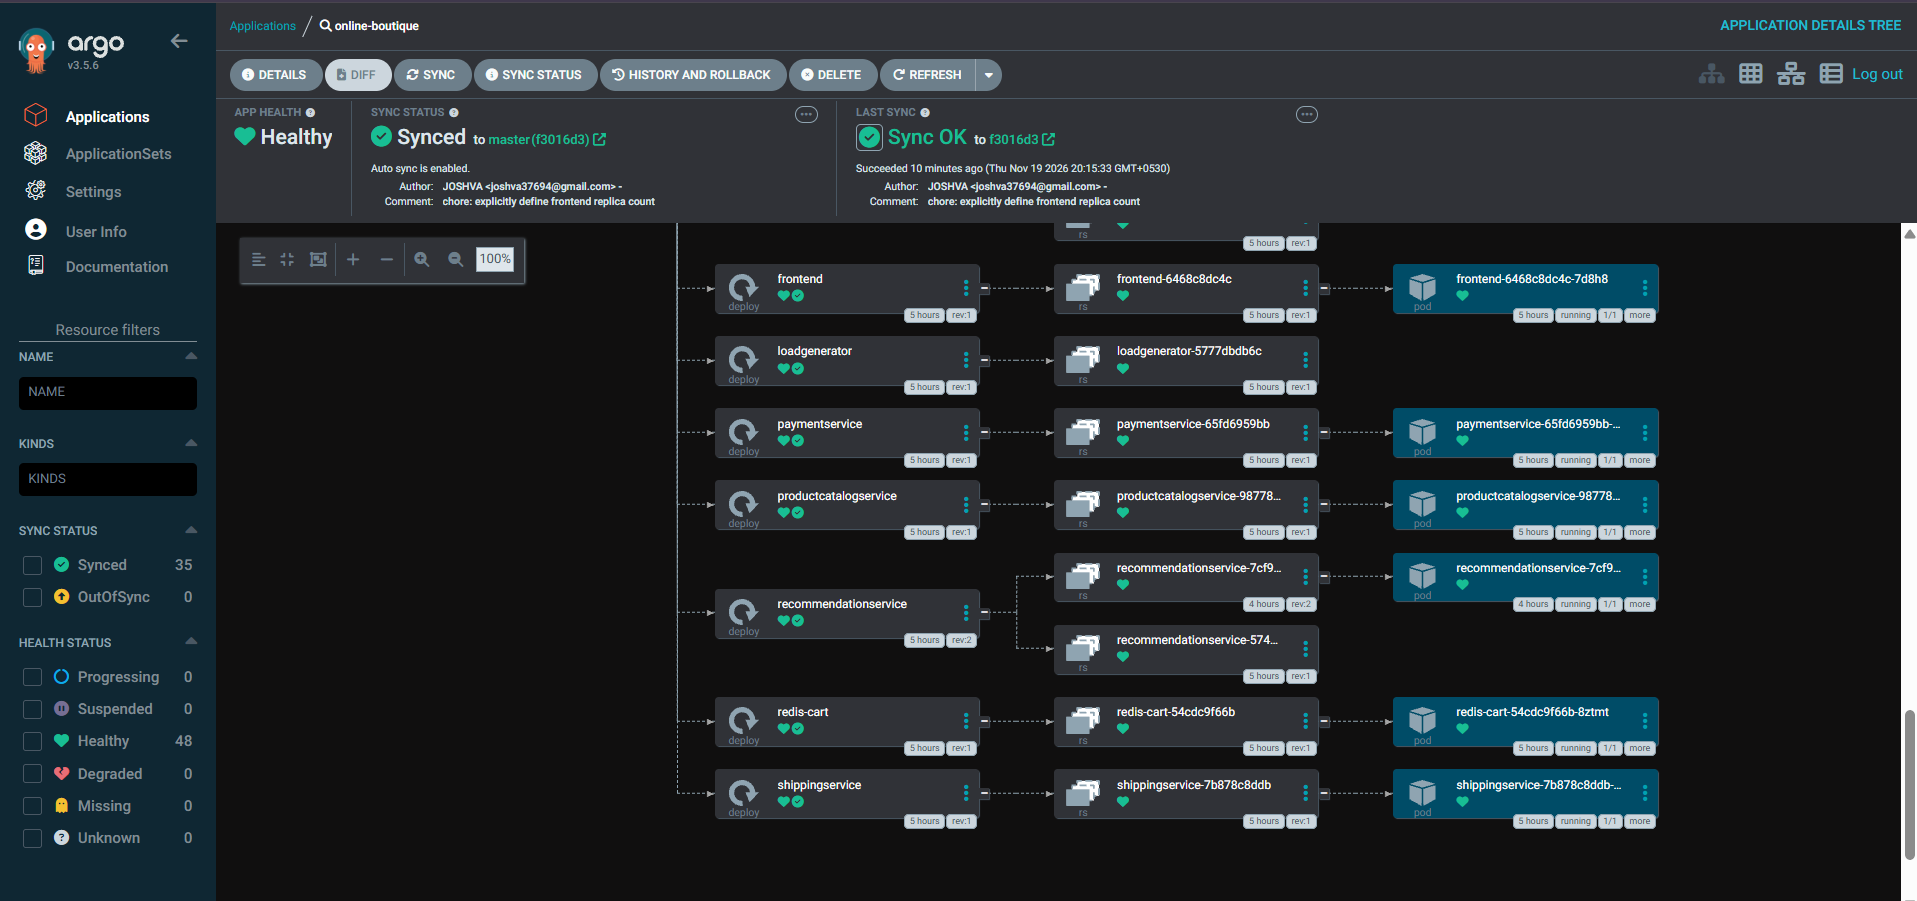 argo
v3.5.6
Applications
ApplicationSets
Settings
User Info
Documentation
Resource filters
NAME
NAME
KINDS
KINDS
SYNC STATUS
Synced 35
OutOfSync 0
HEALTH STATUS
Progressing 0
Suspended 0
Healthy 48
Degraded 0
Missing 0
Unknown 0
Applications / online-boutique
APPLICATION DETAILS TREE
DETAILS DIFF SYNC SYNC STATUS HISTORY AND ROLLBACK DELETE REFRESH
Log out
APP HEALTH
Healthy
SYNC STATUS
Synced to master (f3016d3)
Auto sync is enabled.
Author: JOSHVA <joshva37694@gmail.com> -
Comment: chore: explicitly define frontend replica count
LAST SYNC
Sync OK to f3016d3
Succeeded 10 minutes ago (Thu Nov 19 2026 20:15:33 GMT+0530)
Author: JOSHVA <joshva37694@gmail.com> -
Comment: chore: explicitly define frontend replica count
100%
rs
5 hours rev:1
frontend
deploy
5 hours rev:1
frontend-6468c8dc4c
rs
5 hours rev:1
frontend-6468c8dc4c-7d8h8
pod
5 hours running 1/1 more
loadgenerator
deploy
5 hours rev:1
loadgenerator-5777dbdb6c
rs
5 hours rev:1
paymentservice
deploy
5 hours rev:1
paymentservice-65fd6959bb
rs
5 hours rev:1
paymentservice-65fd6959bb-...
pod
5 hours running 1/1 more
productcatalogservice
deploy
5 hours rev:1
productcatalogservice-98778...
rs
5 hours rev:1
productcatalogservice-98778...
pod
5 hours running 1/1 more
recommendationservice
deploy
5 hours rev:2
recommendationservice-7cf9...
rs
4 hours rev:2
recommendationservice-7cf9...
pod
4 hours running 1/1 more
recommendationservice-574...
rs
5 hours rev:1
redis-cart
deploy
5 hours rev:1
redis-cart-54cdc9f66b
rs
5 hours rev:1
redis-cart-54cdc9f66b-8ztmt
pod
5 hours running 1/1 more
shippingservice
deploy
5 hours rev:1
shippingservice-7b878c8ddb
rs
5 hours rev:1
shippingservice-7b878c8ddb-...
pod
5 hours running 1/1 more